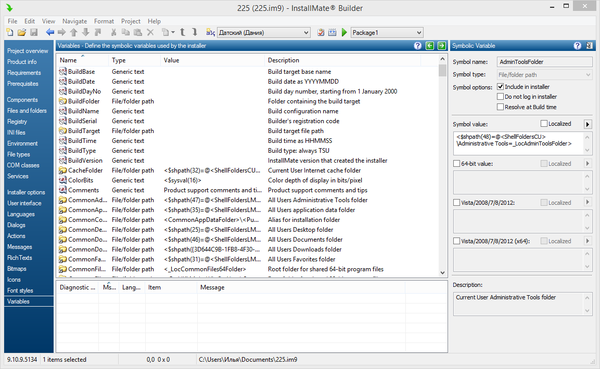 225 (225.im9) - InstallMate® Builder
File Edit View Navigate Format Project Help
Датский (Дания) Package1
Project overview
Product info
Requirements
Prerequisites
Components
Files and folders
Registry
INI files
Environment
File types
COM classes
Services
Installer options
User interface
Languages
Dialogs
Actions
Messages
RichTexts
Bitmaps
Icons
Font styles
Variables
Variables - Define the symbolic variables used by the installer
Name Type Value Description
BuildBase Generic text Build target base name
BuildDate Generic text Build date as YYYYMMDD
BuildDayNo Generic text Build day number, starting from 1 January 2000
BuildFolder File/folder path Folder containing the build target
BuildName Generic text Build configuration name
BuildSerial Generic text Builder's registration code
BuildTarget File/folder path Build target file path
BuildTime Generic text Build time as HHMMSS
BuildType Generic text Build type: always TSU
BuildVersion Generic text InstallMate version that created the installer
CacheFolder File/folder path <$shpath(32)=@<ShellFoldersCU... Current User Internet cache folder
ColorBits Generic text <$sysval(16)> Color depth of display in bits/pixel
Comments Generic text Product support comments and ti... Product support comments and tips
CommonAd... File/folder path <$shpath(47)=@<ShellFoldersLM... All Users Administrative Tools folder
CommonAp... File/folder path <$shpath(35)=@<ShellFoldersLM... All Users application data folder
CommonCa... File/folder path <CommonAppDataFolder>\<Pu... Alias for installation folder
CommonDe... File/folder path <$shpath(25)=@<ShellFoldersLM... All Users Desktop folder
CommonDo... File/folder path <$shpath(46)=@<ShellFoldersLM... All Users Documents folder
CommonDo... File/folder path <$shpath([3D644C9B-1FB8-4F30-... All Users Downloads folder
CommonFa... File/folder path <$shpath(31)=@<ShellFoldersLM... All Users Favorites folder
CommonFil... File/folder path <_LocCommonFiles64Folder> Root folder for shared 64-bit program files
Diagnostic ... Ms... Lang... Item Message
Symbolic Variable
Symbol name: AdminToolsFolder
Symbol type: File/folder path
Symbol options: Include in installer
Do not log in installer
Resolve at Build time
Symbol value: Localized
<$shpath(48)=@<ShellFoldersCU>
\Administrative Tools=_LocAdminToolsFolder>
64-bit value: Localized
Vista/2008/7/8/2012: Localized
Vista/2008/7/8/2012 (x64): Localized
Description:
Current User Administrative Tools folder
9.10.9.5134 1 items selected 0,0 0 x 0 C:\Users\Илья\Documents\225.im9